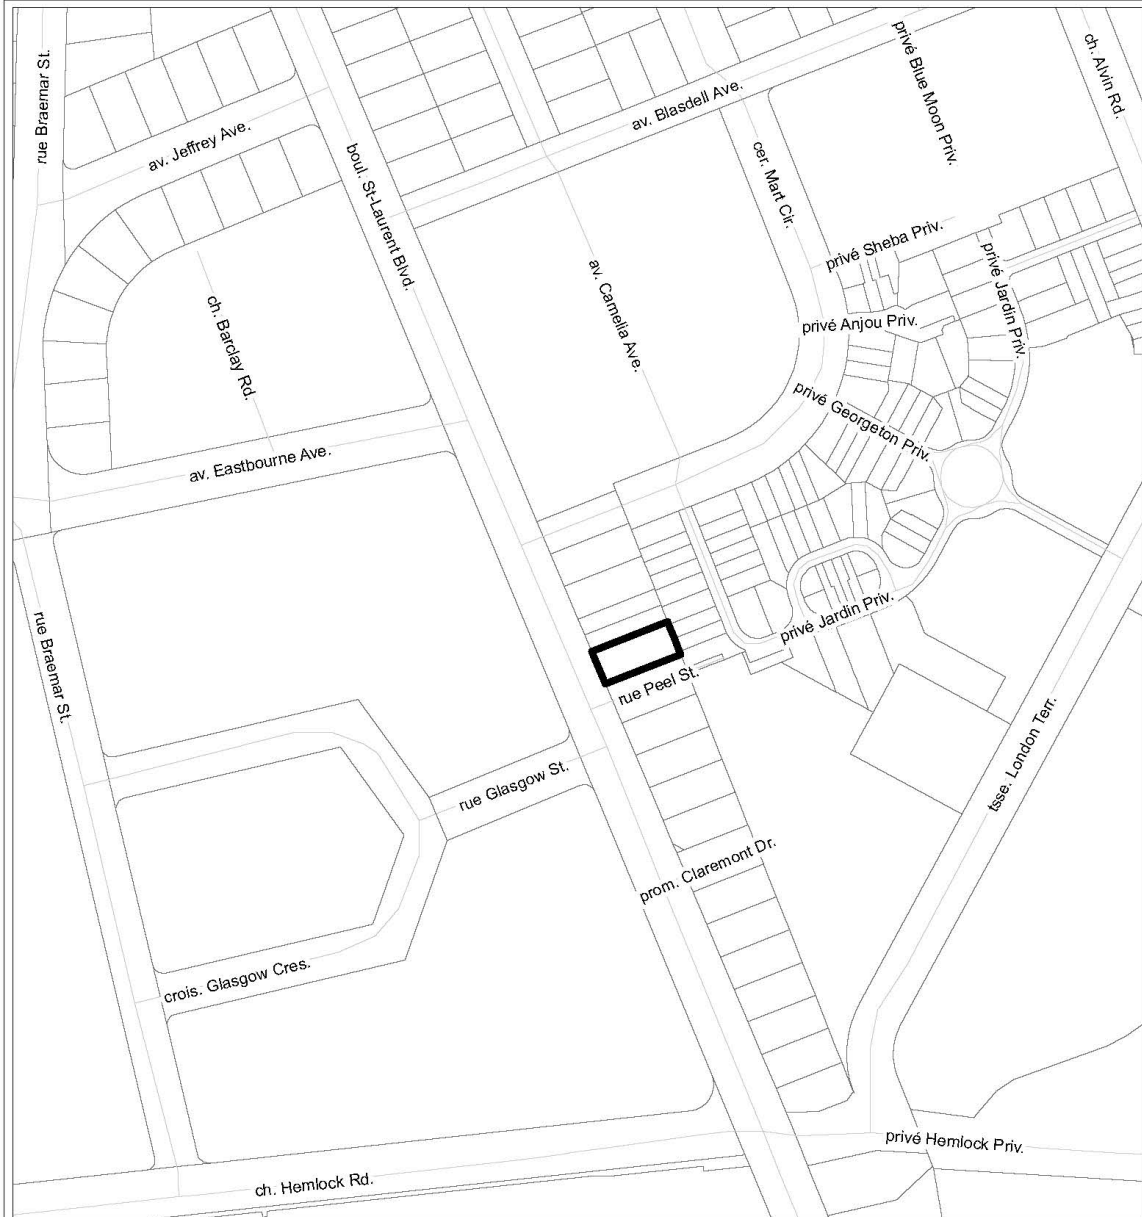 rue Braemar St.
av. Jeffrey Ave.
boul. St-Laurent Blvd.
av. Blasdell Ave.
privé Blue Moon Priv.
ch. Alvin Rd.
cer. Mart Cir.
privé Sheba Priv.
privé Jardin Priv.
av. Camelia Ave.
ch. Barclay Rd.
privé Anjou Priv.
privé Georgeton Priv.
av. Eastbourne Ave.
rue Braemar St.
privé Jardin Priv.
rue Peel St.
tsse. London Terr.
rue Glasgow St.
prom. Claremont Dr.
crois. Glasgow Cres.
privé Hemlock Priv.
ch. Hemlock Rd.